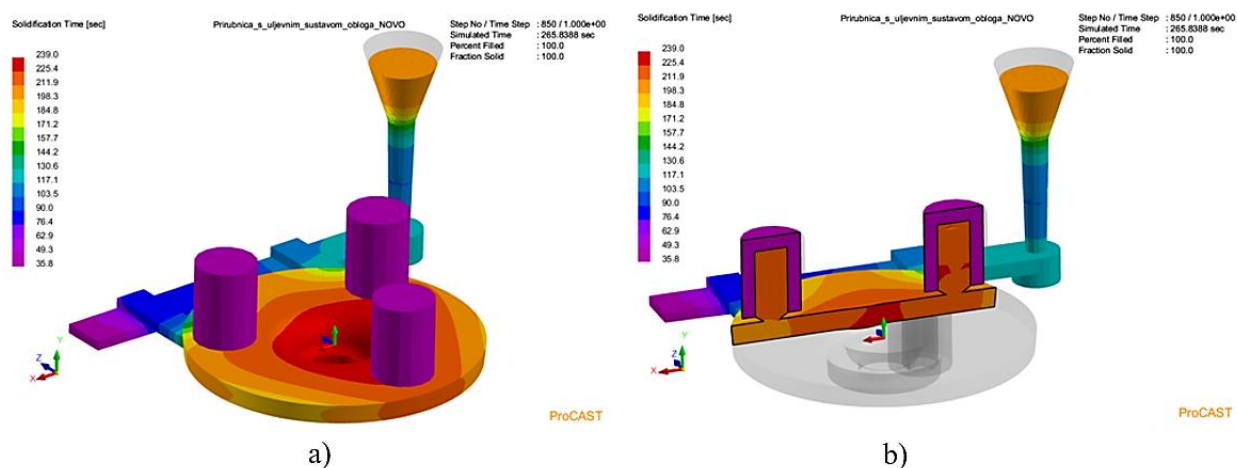 Solidification Time [sec]
Prirubnica_s_uljevnim_sustavom_obloga_NOVO
Step No / Time Step : 850 / 1.000e+00
Simulated Time : 265.8388 sec
Percent Filled : 100.0
Fraction Solid : 100.0
239.0
225.4
211.9
198.3
184.8
171.2
157.7
144.2
130.6
117.1
103.5
90.0
76.4
62.9
49.3
35.8
Y
Z
X
Y
Z
X
ProCAST
a)
Solidification Time [sec]
Prirubnica_s_uljevnim_sustavom_obloga_NOVO
Step No / Time Step : 850 / 1.000e+00
Simulated Time : 265.8388 sec
Percent Filled : 100.0
Fraction Solid : 100.0
239.0
225.4
211.9
198.3
184.8
171.2
157.7
144.2
130.6
117.1
103.5
90.0
76.4
62.9
49.3
35.8
Y
Z
X
Y
ProCAST
b)